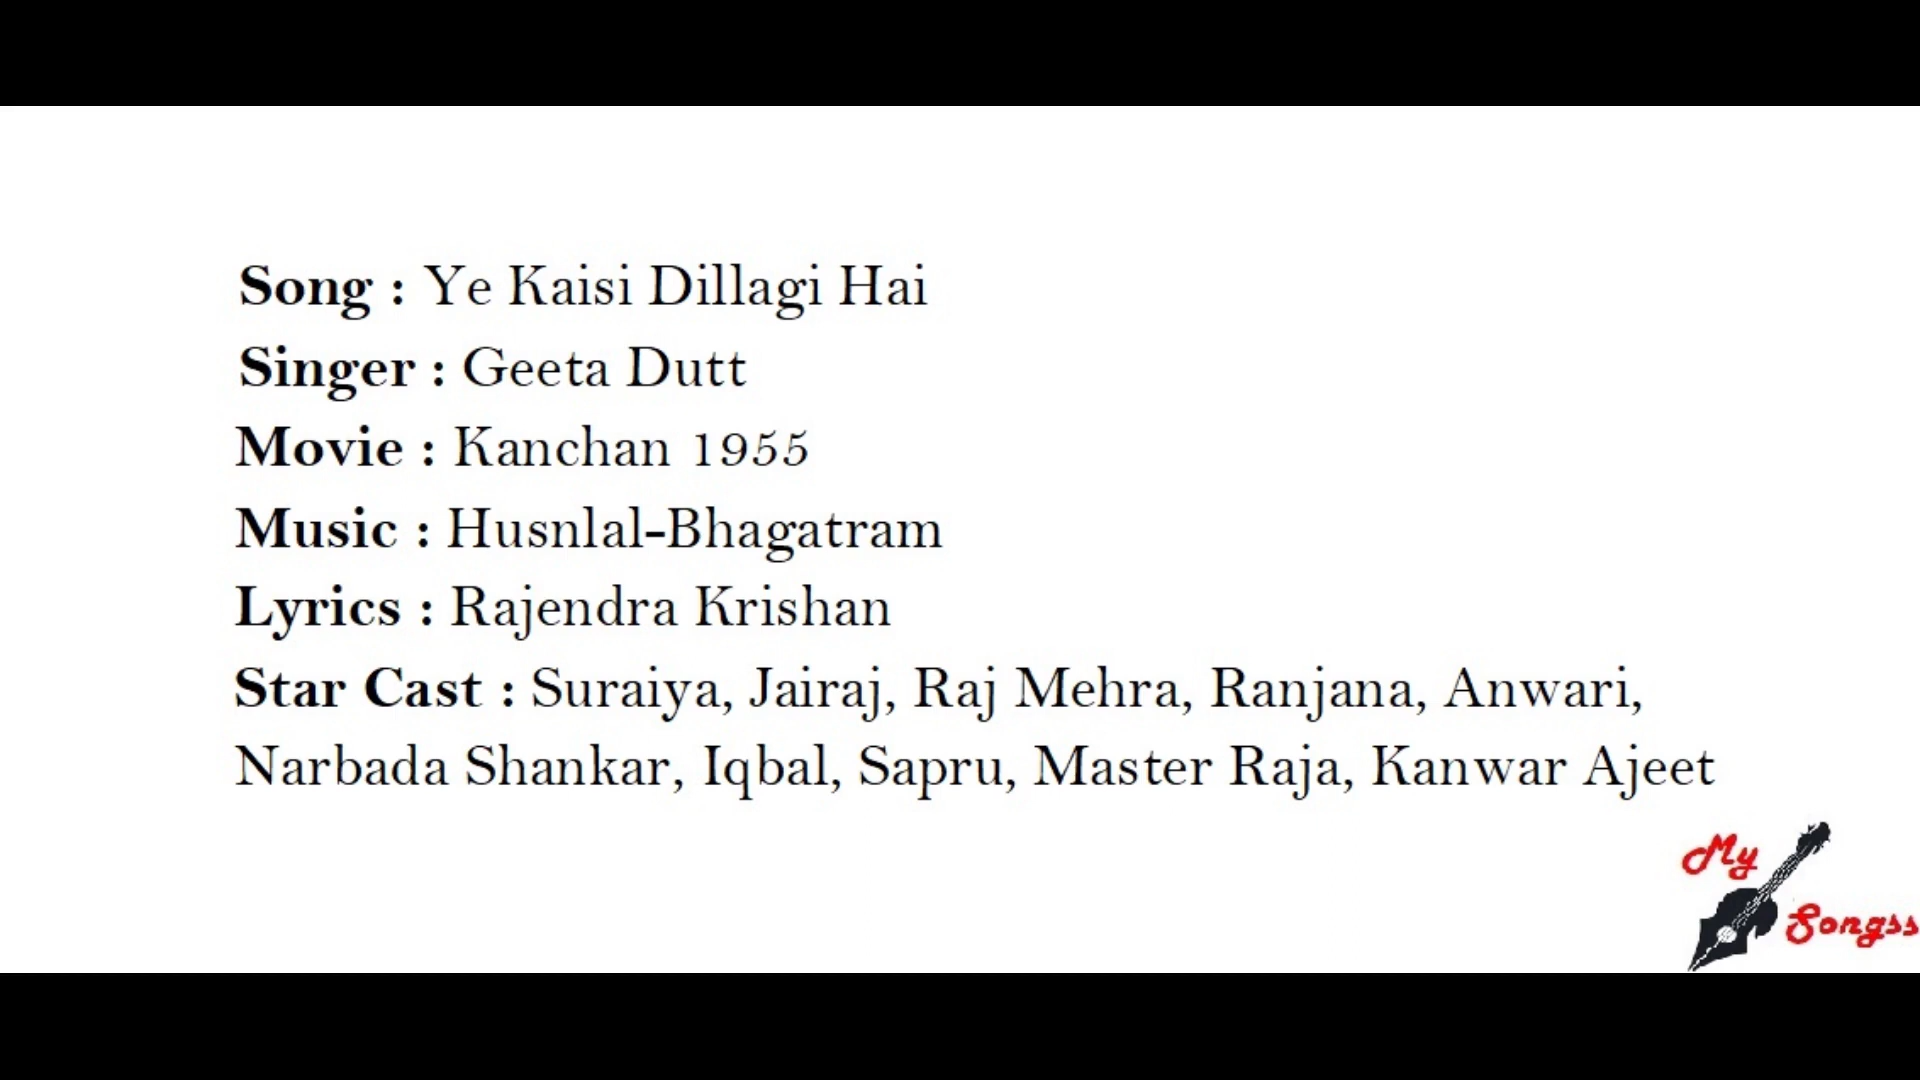 Song : Ye Kaisi Dillagi Hai
Singer : Geeta Dutt
Movie : Kanchan 1955
Music : Husnlal-Bhagatram
Lyrics : Rajendra Krishan
Star Cast : Suraiya, Jairaj, Raj Mehra, Ranjana, Anwari,
Narbada Shankar, Iqbal, Sapru, Master Raja, Kanwar Ajeet
My
Songss